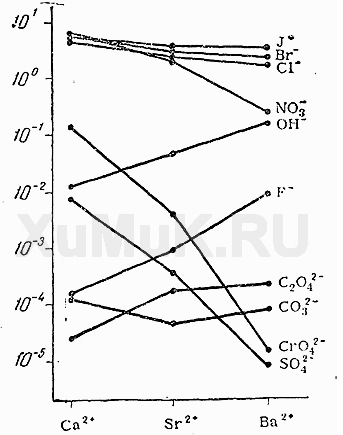 10¹
J⁻
Br⁻
Cl⁻
10⁰
NO₃⁻
OH⁻
10⁻¹
10⁻²
F⁻
XuMuK.RU
10⁻³
C₂O₄²⁻
10⁻⁴
CO₃²⁻
CrO₄²⁻
10⁻⁵
SO₄²⁻
Ca²⁺ Sr²⁺ Ba²⁺